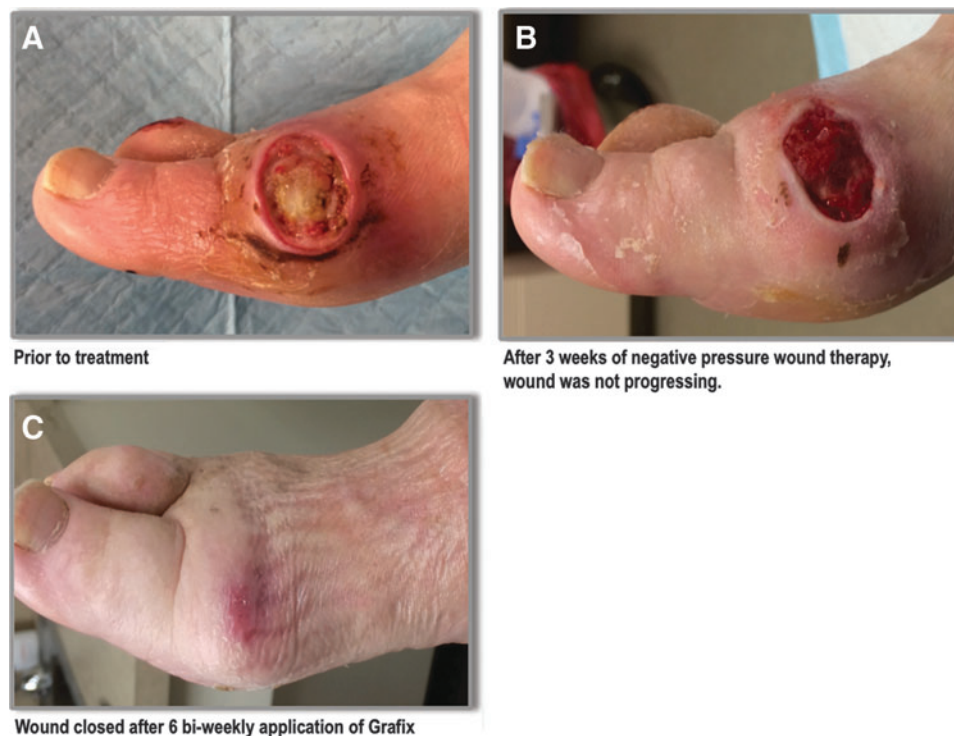 A
B
Prior to treatment
After 3 weeks of negative pressure wound therapy,
wound was not progressing.
C
Wound closed after 6 bi-weekly application of Grafix